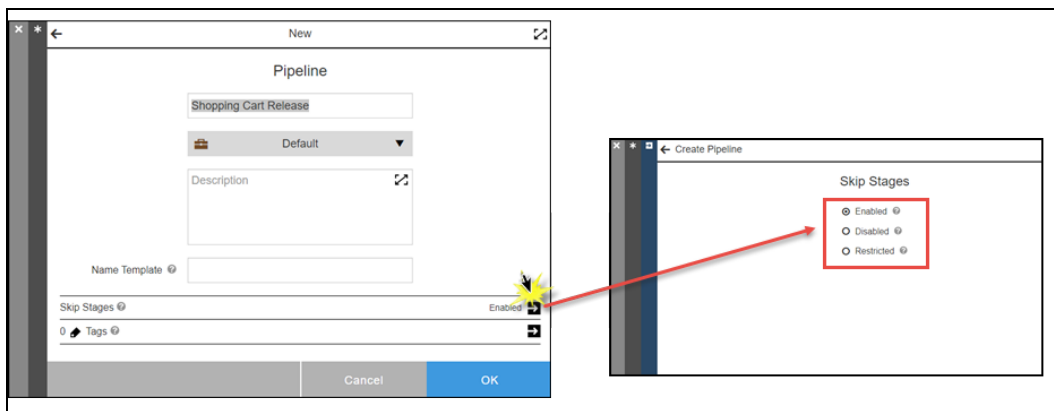 New
Pipeline
Shopping Cart Release
Default
Description
Name Template
Skip Stages Enabled
0 Tags
Cancel OK
Create Pipeline
Skip Stages
Enabled
Disabled
Restricted